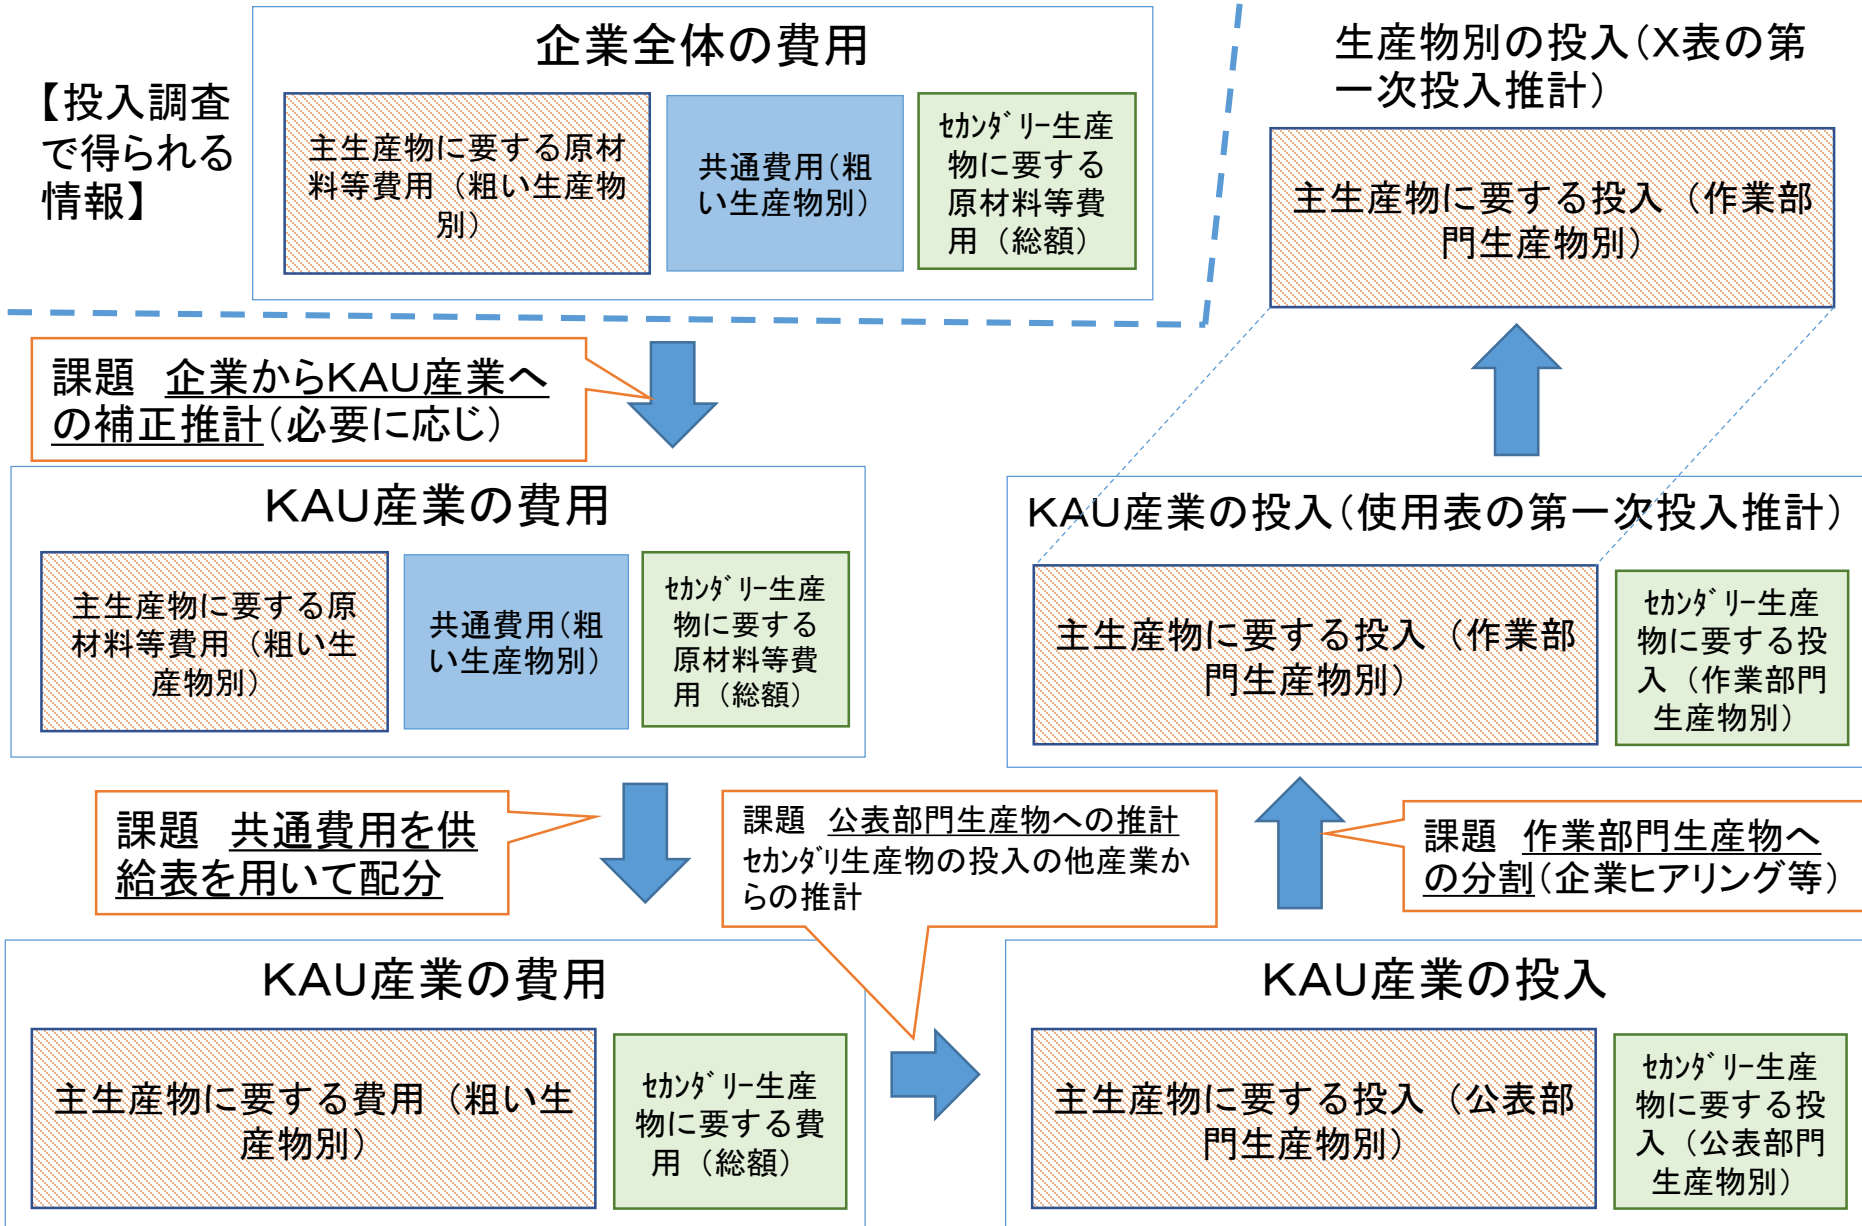 企業全体の費用
【投入調査
で得られる
情報】
主生産物に要する原材
料等費用（粗い生産物
別）
共通費用（粗
い生産物別）
ｾｶﾝﾀﾞﾘｰ生産
物に要する
原材料等費
用（総額）
生産物別の投入（X表の第
一次投入推計）
主生産物に要する投入（作業部
門生産物別）
課題　企業からKAU産業へ
の補正推計（必要に応じ）
KAU産業の費用
主生産物に要する原
材料等費用（粗い生
産物別）
共通費用（粗
い生産物別）
ｾｶﾝﾀﾞﾘｰ生産
物に要する
原材料等費
用（総額）
KAU産業の投入（使用表の第一次投入推計）
主生産物に要する投入（作業部
門生産物別）
ｾｶﾝﾀﾞﾘｰ生産
物に要する投
入（作業部門
生産物別）
課題　共通費用を供
給表を用いて配分
課題　公表部門生産物への推計
ｾｶﾝﾀﾞﾘ生産物の投入の他産業か
らの推計
課題　作業部門生産物へ
の分割（企業ヒアリング等）
KAU産業の費用
主生産物に要する費用（粗い生
産物別）
ｾｶﾝﾀﾞﾘｰ生産
物に要する費
用（総額）
KAU産業の投入
主生産物に要する投入（公表部
門生産物別）
ｾｶﾝﾀﾞﾘｰ生産
物に要する投
入（公表部門
生産物別）